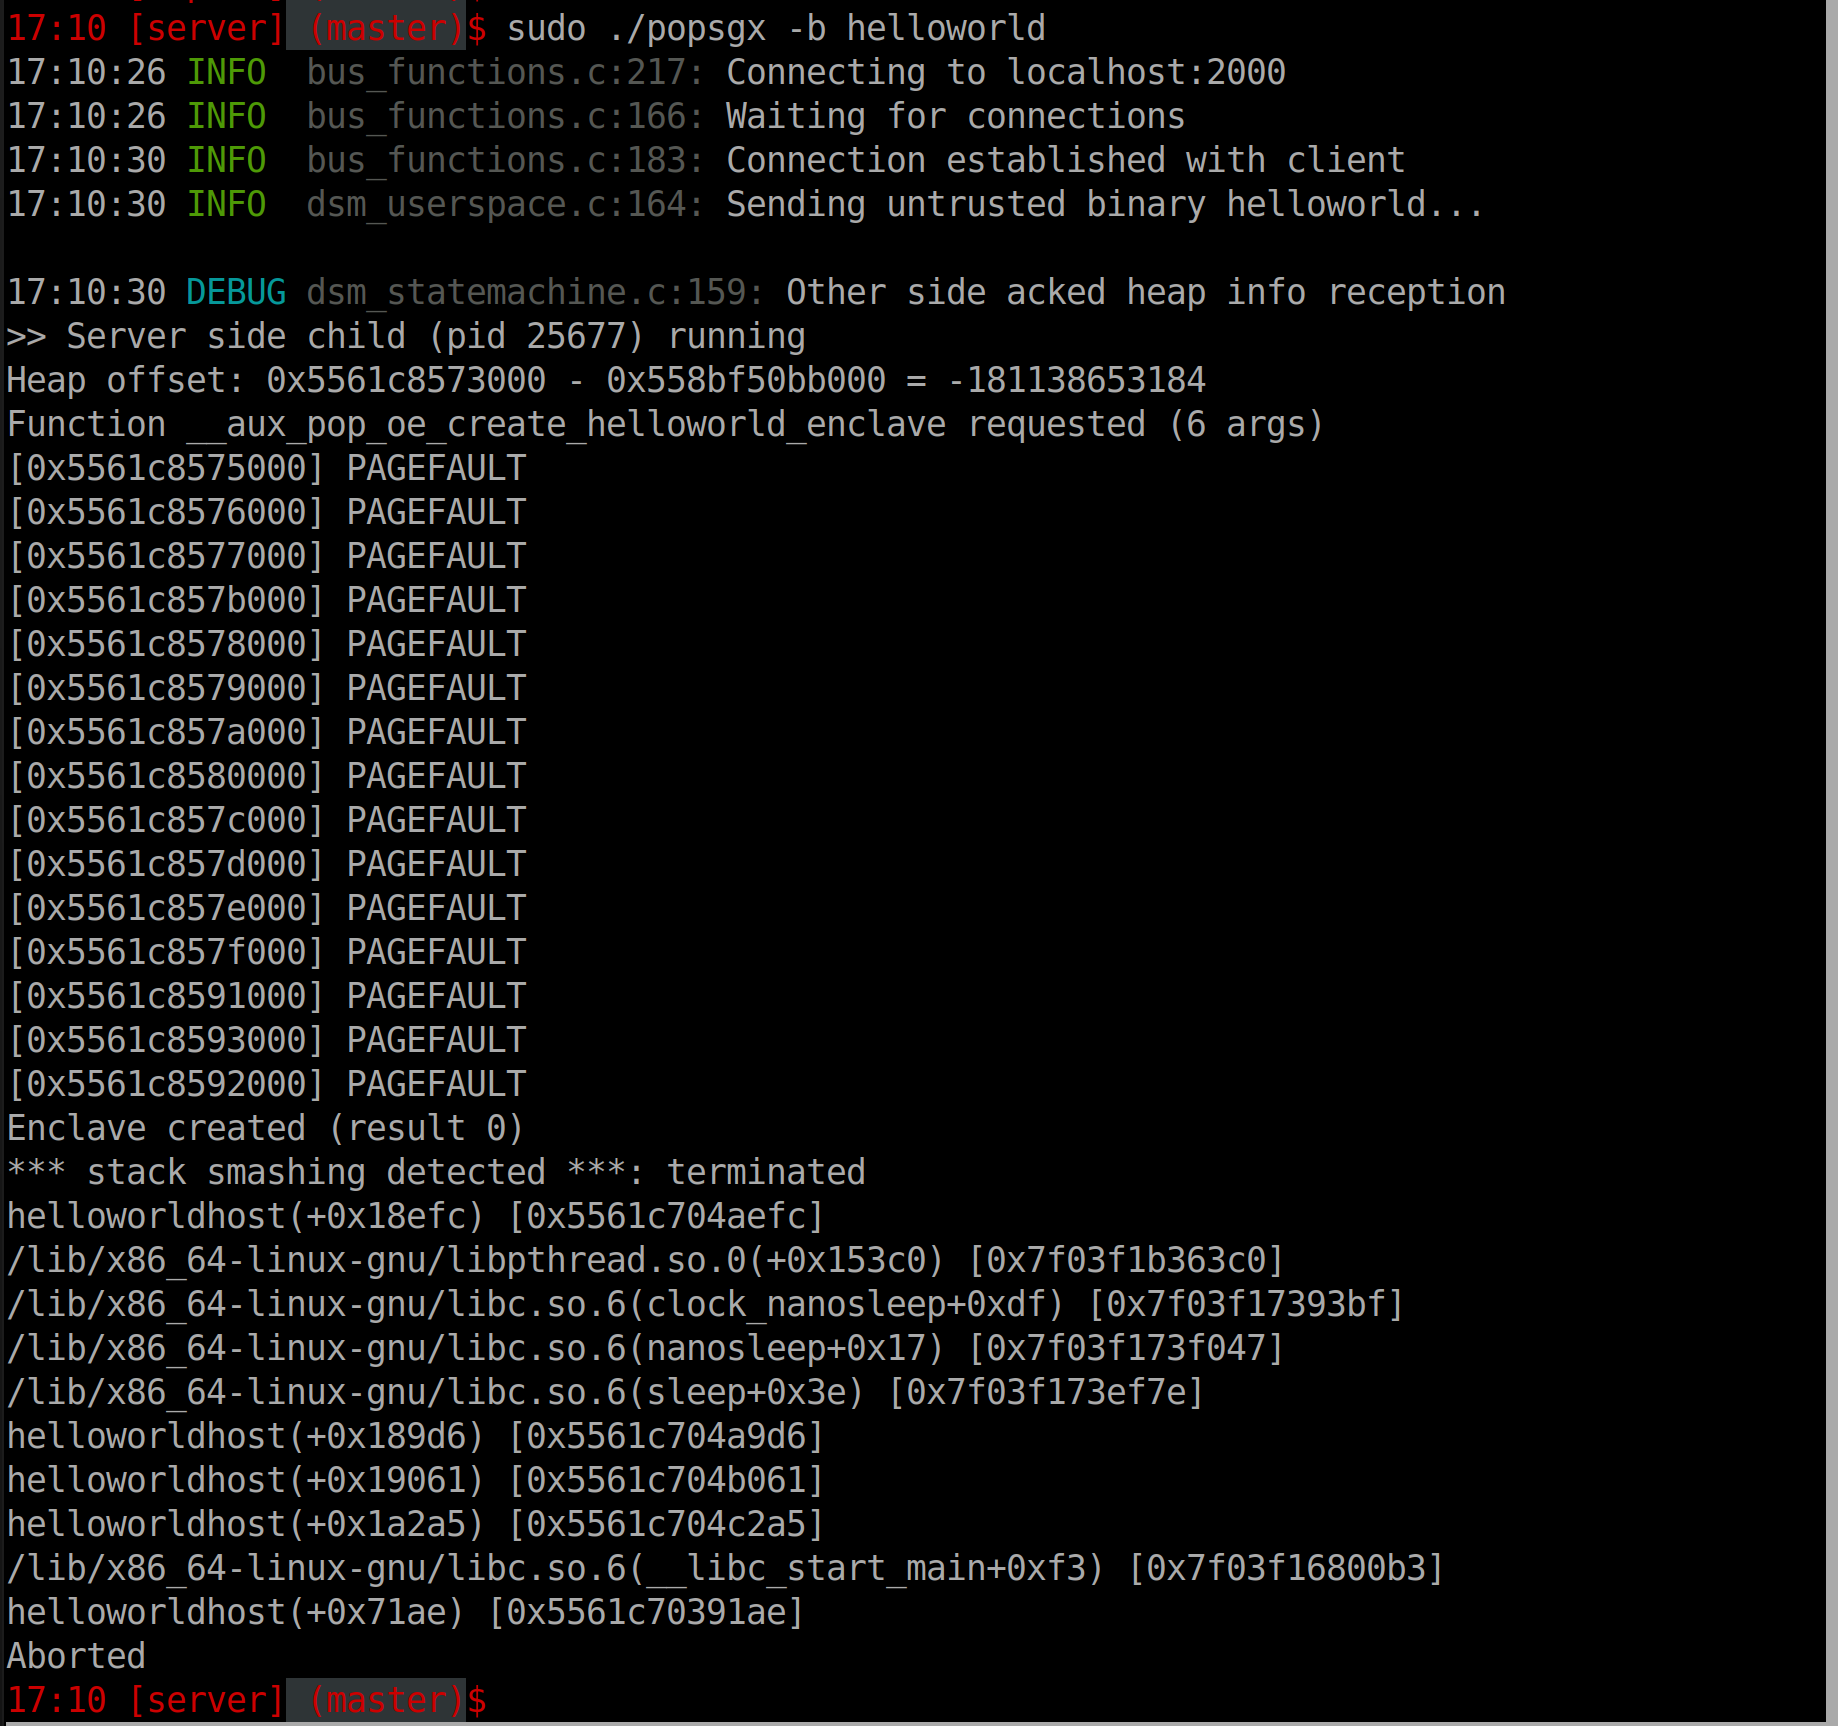 17:10 [server] (master)$ sudo ./popsgx -b helloworld
17:10:26 INFO  bus_functions.c:217: Connecting to localhost:2000
17:10:26 INFO  bus_functions.c:166: Waiting for connections
17:10:30 INFO  bus_functions.c:183: Connection established with client
17:10:30 INFO  dsm_userspace.c:164: Sending untrusted binary helloworld...
17:10:30 DEBUG dsm_statemachine.c:159: Other side acked heap info reception
>> Server side child (pid 25677) running
Heap offset: 0x5561c8573000 - 0x558bf50bb000 = -181138653184
Function __aux_pop_oe_create_helloworld_enclave requested (6 args)
[0x5561c8575000] PAGEFAULT
[0x5561c8576000] PAGEFAULT
[0x5561c8577000] PAGEFAULT
[0x5561c857b000] PAGEFAULT
[0x5561c8578000] PAGEFAULT
[0x5561c8579000] PAGEFAULT
[0x5561c857a000] PAGEFAULT
[0x5561c8580000] PAGEFAULT
[0x5561c857c000] PAGEFAULT
[0x5561c857d000] PAGEFAULT
[0x5561c857e000] PAGEFAULT
[0x5561c857f000] PAGEFAULT
[0x5561c8591000] PAGEFAULT
[0x5561c8593000] PAGEFAULT
[0x5561c8592000] PAGEFAULT
Enclave created (result 0)
*** stack smashing detected ***: terminated
helloworldhost(+0x18efc) [0x5561c704aefc]
/lib/x86_64-linux-gnu/libpthread.so.0(+0x153c0) [0x7f03f1b363c0]
/lib/x86_64-linux-gnu/libc.so.6(clock_nanosleep+0xdf) [0x7f03f17393bf]
/lib/x86_64-linux-gnu/libc.so.6(nanosleep+0x17) [0x7f03f173f047]
/lib/x86_64-linux-gnu/libc.so.6(sleep+0x3e) [0x7f03f173ef7e]
helloworldhost(+0x189d6) [0x5561c704a9d6]
helloworldhost(+0x19061) [0x5561c704b061]
helloworldhost(+0x1a2a5) [0x5561c704c2a5]
/lib/x86_64-linux-gnu/libc.so.6(__libc_start_main+0xf3) [0x7f03f16800b3]
helloworldhost(+0x71ae) [0x5561c70391ae]
Aborted
17:10 [server] (master)$